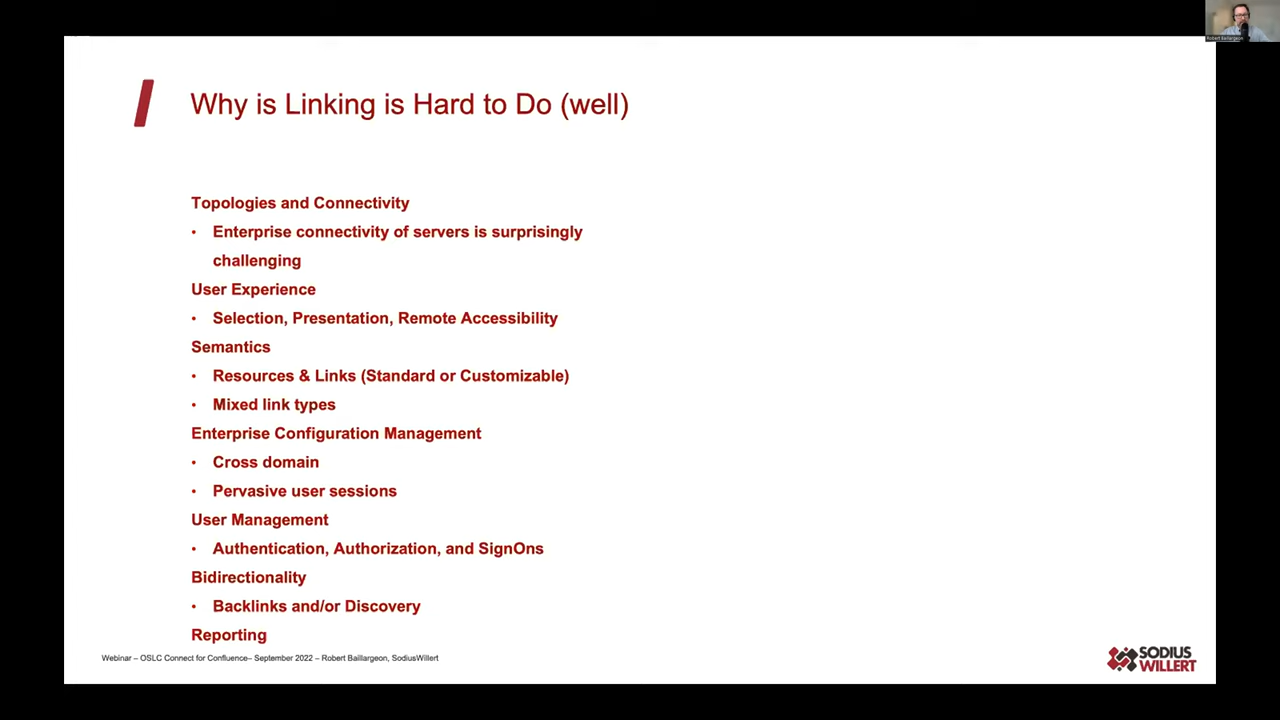 Robert Baillargeon
Why is Linking is Hard to Do (well)
Topologies and Connectivity
• Enterprise connectivity of servers is surprisingly
challenging
User Experience
• Selection, Presentation, Remote Accessibility
Semantics
• Resources & Links (Standard or Customizable)
• Mixed link types
Enterprise Configuration Management
• Cross domain
• Pervasive user sessions
User Management
• Authentication, Authorization, and SignOns
Bidirectionality
• Backlinks and/or Discovery
Reporting
Webinar – OSLC Connect for Confluence– September 2022 – Robert Baillargeon, SodiusWillert
SODIUS
WILLERT